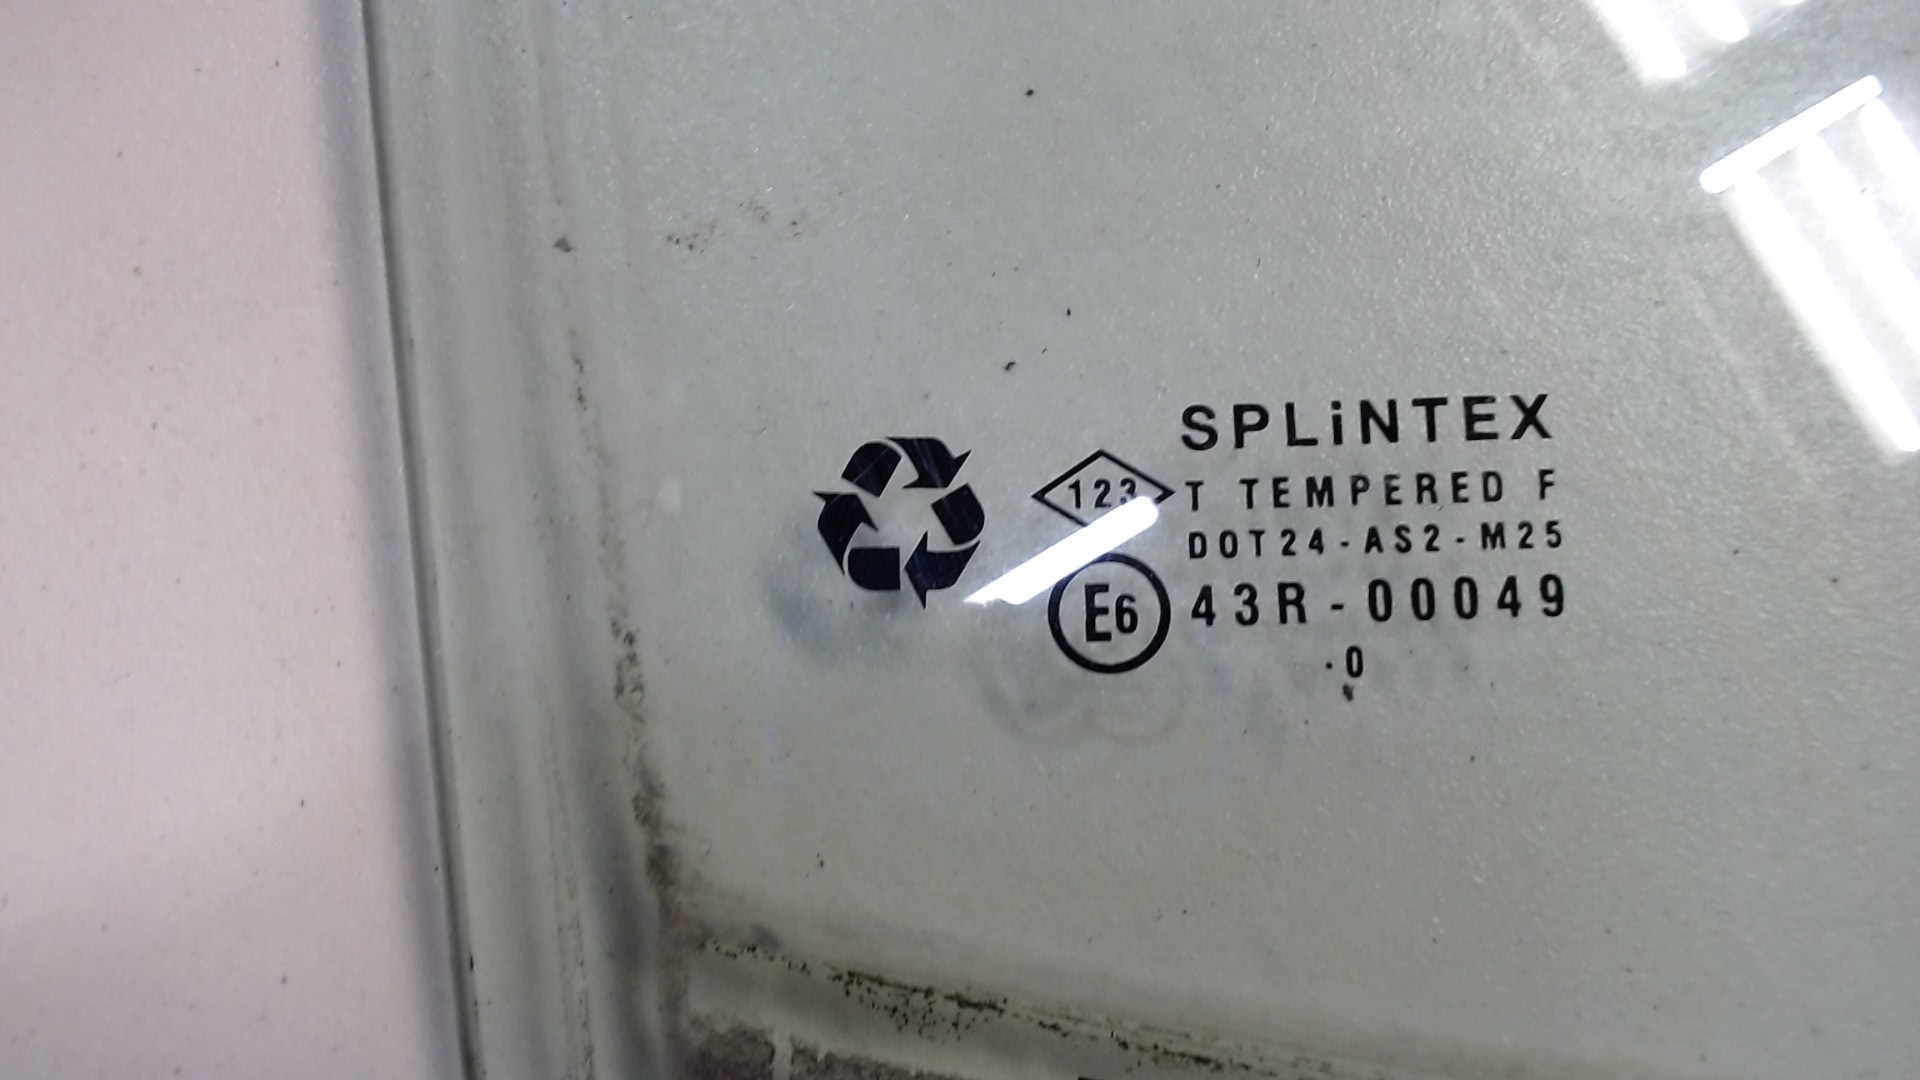 SPLiNTEX
123 T TEMPERED F
DOT24-AS2-M25
E6 43R-00049
.0